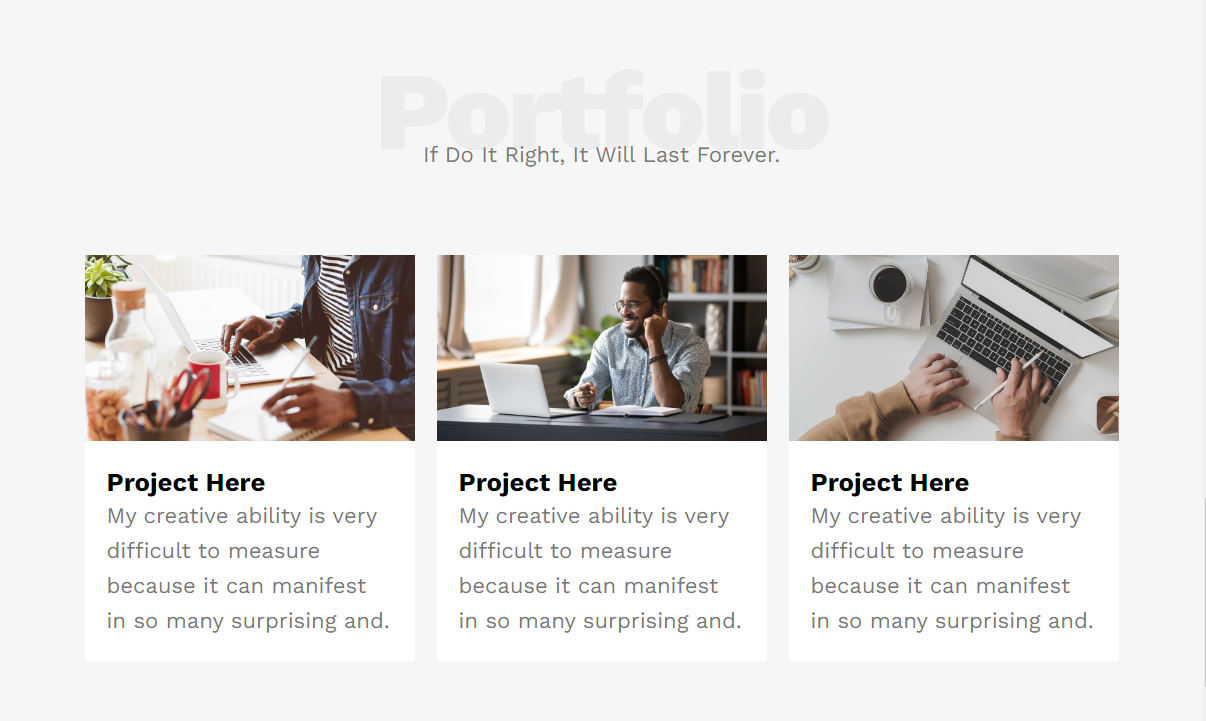 Portfolio
If Do It Right, It Will Last Forever.
Project Here
My creative ability is very
difficult to measure
because it can manifest
in so many surprising and.
Project Here
My creative ability is very
difficult to measure
because it can manifest
in so many surprising and.
Project Here
My creative ability is very
difficult to measure
because it can manifest
in so many surprising and.